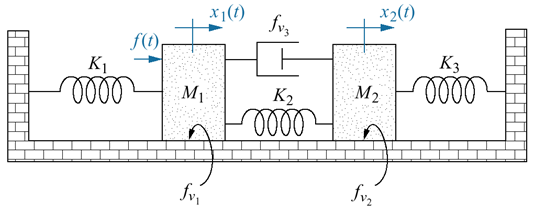 x₁(t) fᵥ₃ x₂(t)
f(t)
K₁ K₃
M₁ K₂ M₂
fᵥ₁ fᵥ₂